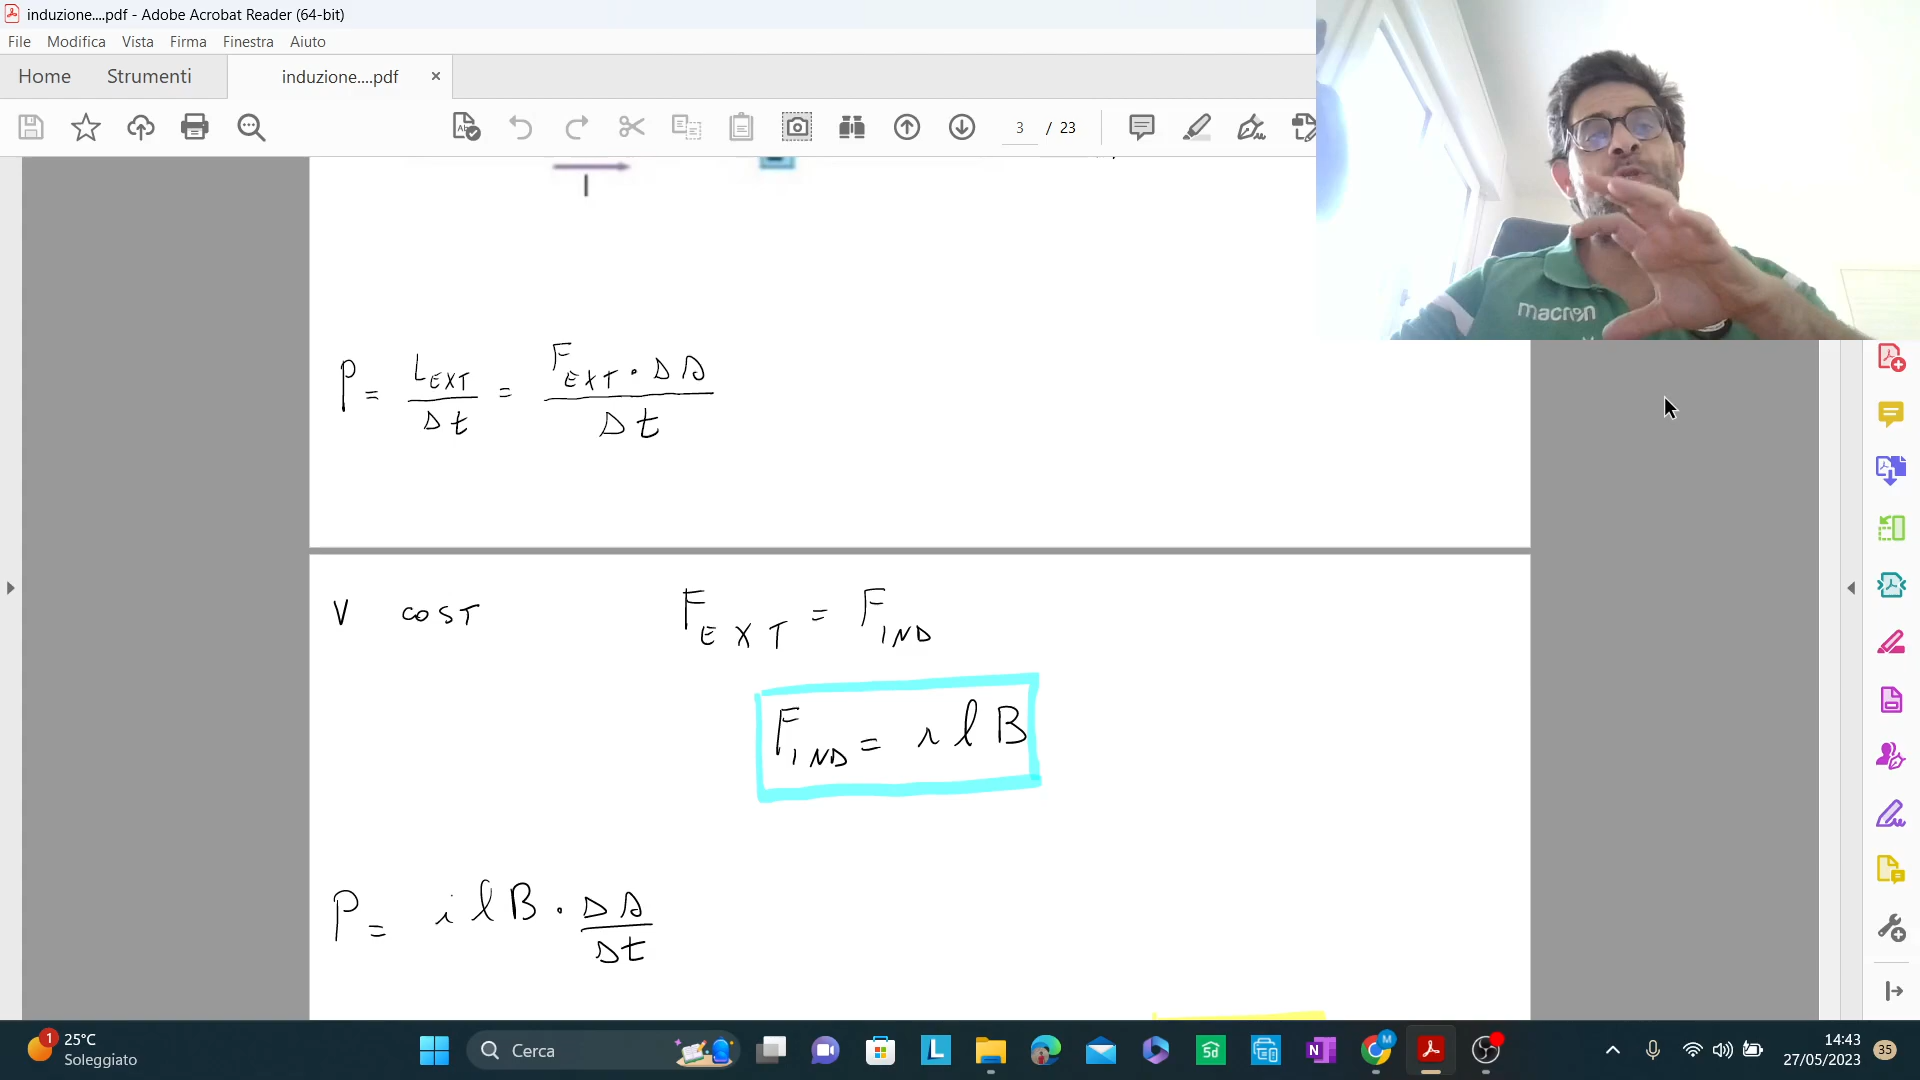 induzione....pdf - Adobe Acrobat Reader (64-bit)
File Modifica Vista Firma Finestra Aiuto
Home Strumenti induzione....pdf ×
3 / 23
macron
l
P = L_EXT / Δt = F_EXT · Δs / Δt
V COST F_EXT = F_IND
F_IND = i l B
P = i l B · Δs / Δt
1 25°C
Soleggiato
Cerca
14:43
27/05/2023 35